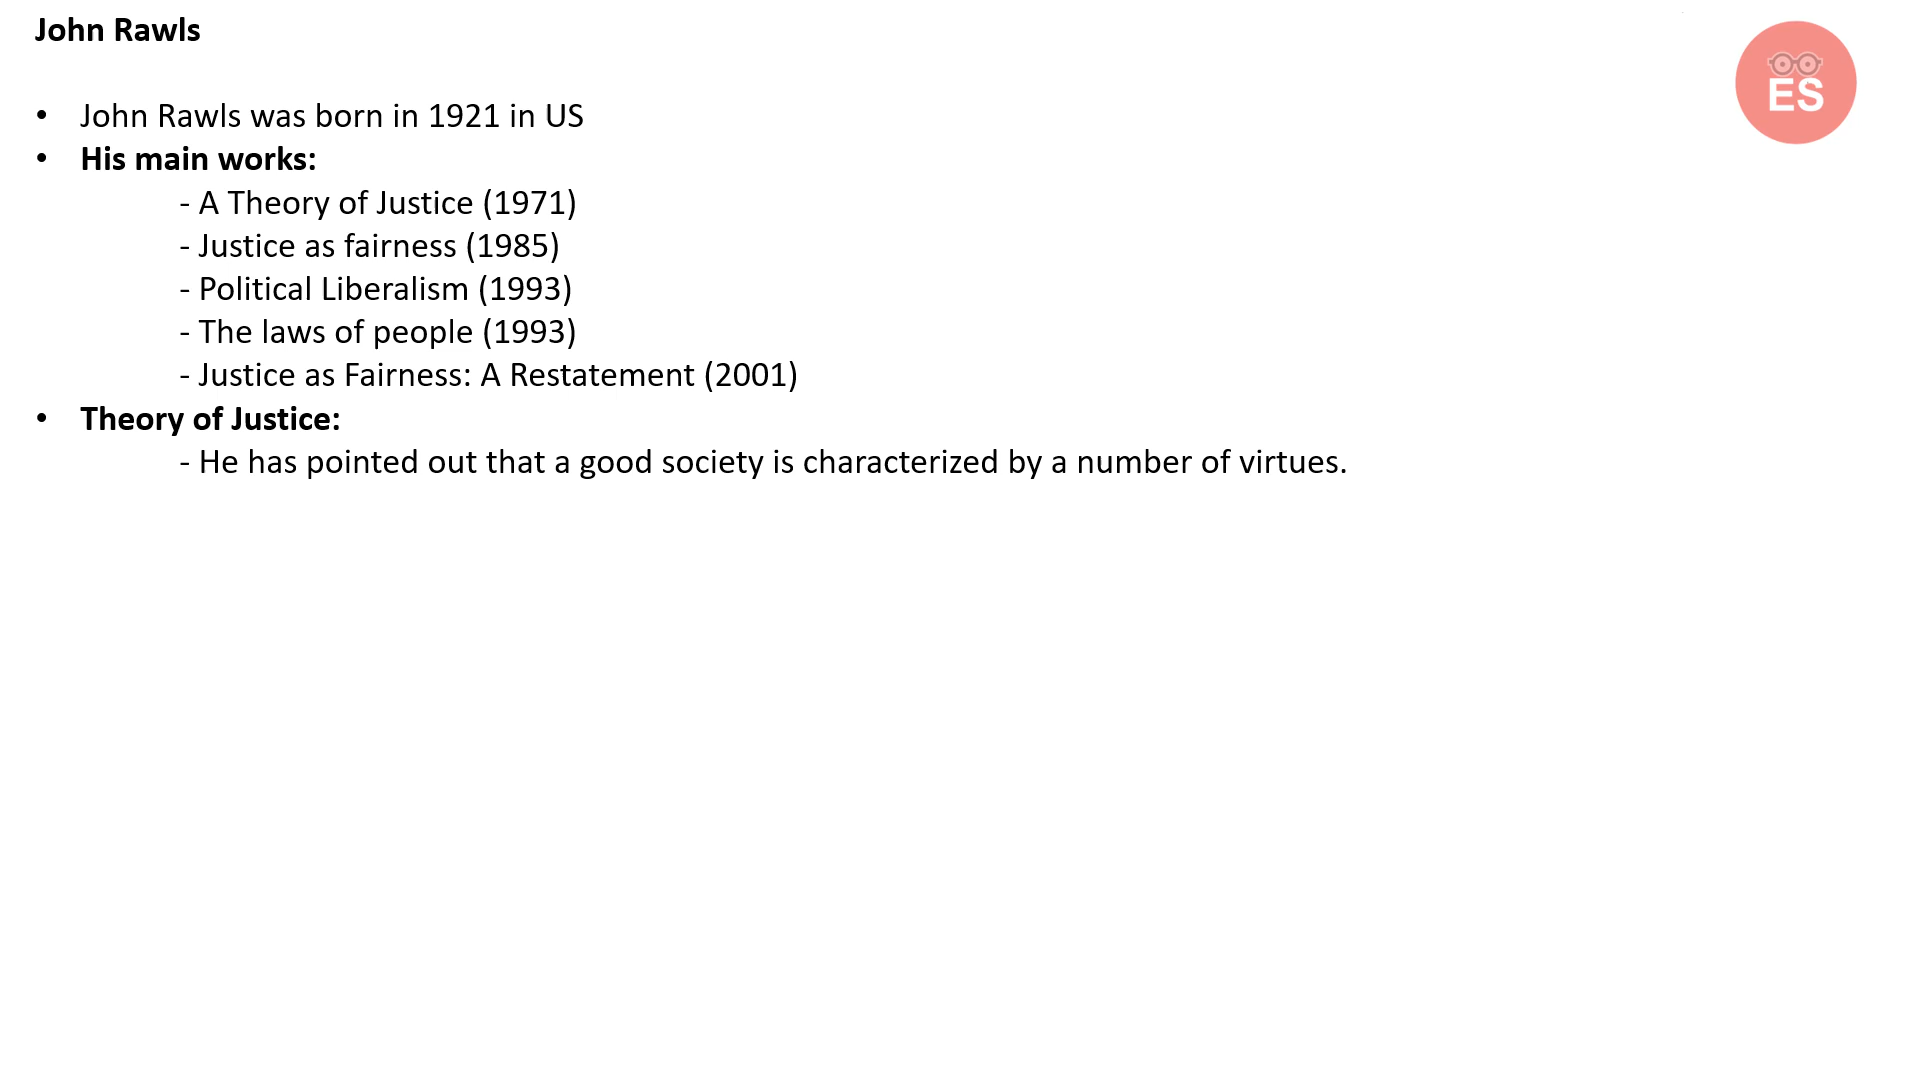 John Rawls
ES
• John Rawls was born in 1921 in US
• His main works:
- A Theory of Justice (1971)
- Justice as fairness (1985)
- Political Liberalism (1993)
- The laws of people (1993)
- Justice as Fairness: A Restatement (2001)
• Theory of Justice:
- He has pointed out that a good society is characterized by a number of virtues.